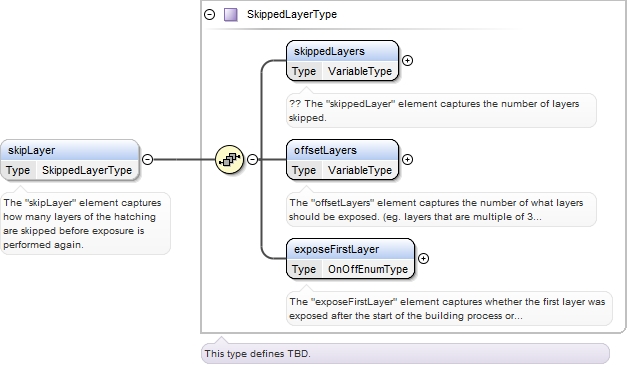 SkippedLayerType
skippedLayers
Type VariableType
?? The "skippedLayer" element captures the number of layers
skipped.
skipLayer
Type SkippedLayerType
The "skipLayer" element captures
how many layers of the hatching
are skipped before exposure is
performed again.
offsetLayers
Type VariableType
The "offsetLayers" element captures the number of what layers
should be exposed. (eg. layers that are multiple of 3...
exposeFirstLayer
Type OnOffEnumType
The "exposeFirstLayer" element captures whether the first layer was
exposed after the start of the building process or...
This type defines TBD.